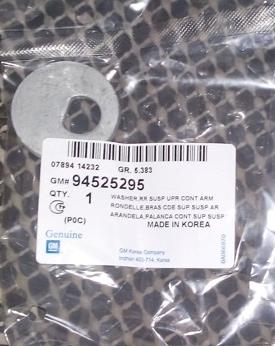 07894 14232
GR. 5.383
GM# 94525295
QTY. 1
WASHER,RR SUSP UPR CONT ARM
RONDELLE,BRAS CDE SUP SUSP AR
ARANDELA,PALANCA CONT SUP SUSP
(P0C)
MADE IN KOREA
Genuine
GM
GM Korea Company
Incheon 403-714, Korea